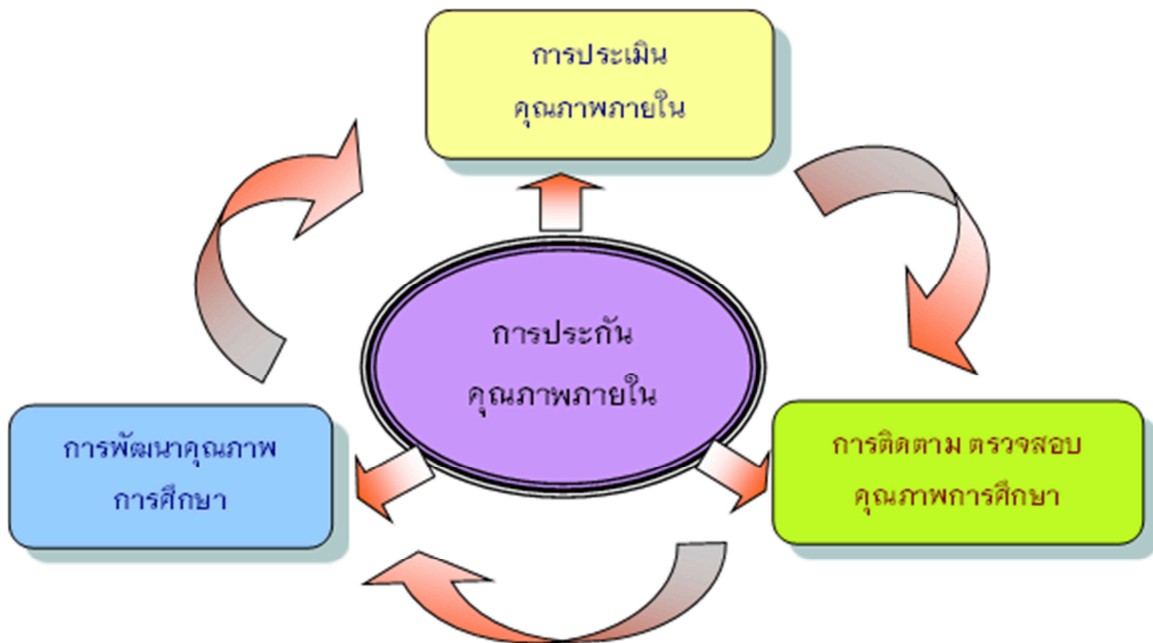 การประเมิน
คุณภาพภายใน
การประกัน
คุณภาพภายใน
การพัฒนาคุณภาพ
การศึกษา
การติดตาม ตรวจสอบ
คุณภาพการศึกษา